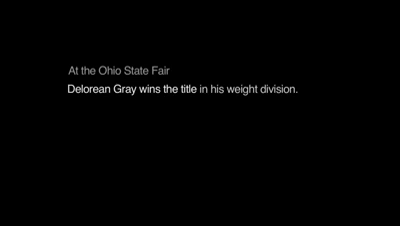 At the Ohio State Fair
Delorean Gray wins the title in his weight division.